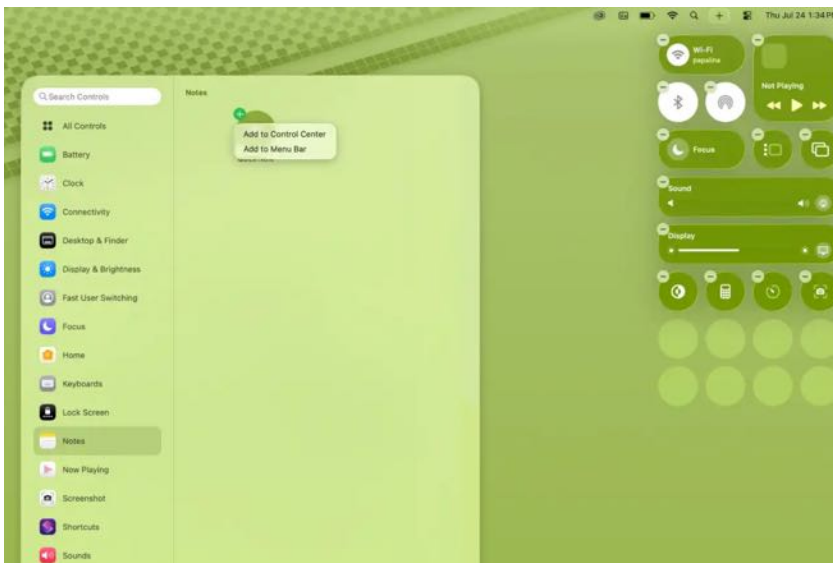 Thu Jul 24 1:34 PM
Search Controls
All Controls
Battery
Clock
Connectivity
Desktop & Finder
Display & Brightness
Fast User Switching
Focus
Home
Keyboards
Lock Screen
Notes
Now Playing
Screenshot
Shortcuts
Sounds
Notes
Add to Control Center
Add to Menu Bar
Wi-Fi
papalina
Not Playing
Focus
Sound
Display